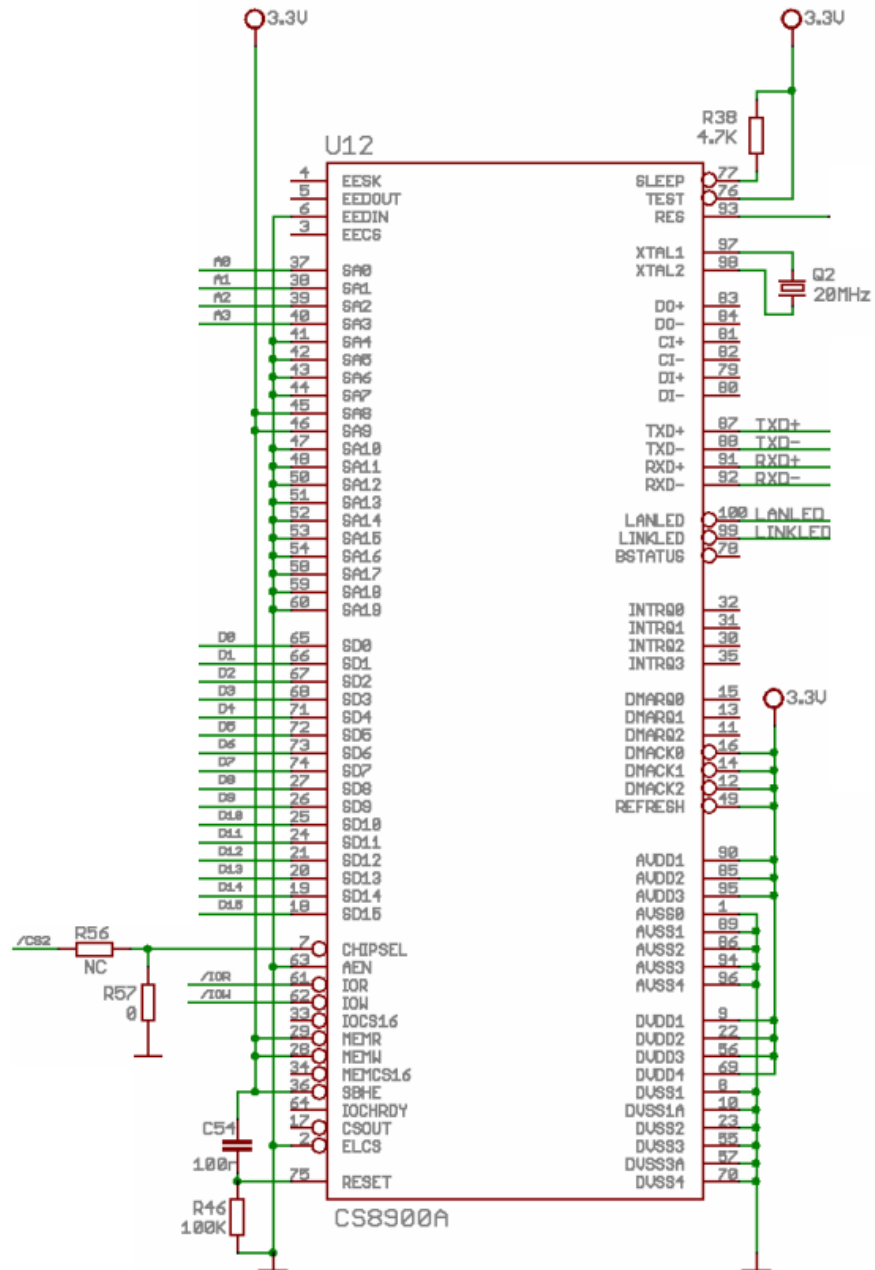 3.3V
3.3V
R38
4.7K
U12
4 EESK
5 EEDOUT
6 EEDIN
3 EECS
A0 37 SA0
A1 38 SA1
A2 39 SA2
A3 40 SA3
41 SA4
42 SA5
43 SA6
44 SA7
45 SA8
46 SA9
47 SA10
48 SA11
50 SA12
51 SA13
52 SA14
53 SA15
54 SA16
58 SA17
59 SA18
60 SA19
D0 65 SD0
D1 66 SD1
D2 67 SD2
D3 68 SD3
D4 71 SD4
D5 72 SD5
D6 73 SD6
D7 74 SD7
D8 27 SD8
D9 26 SD9
D10 25 SD10
D11 24 SD11
D12 21 SD12
D13 20 SD13
D14 19 SD14
D15 18 SD15
/CS2 R56 7 CHIPSEL
NC
63 AEN
R57
0
/IOR 61 IOR
/IOW 62 IOW
33 IOCS16
29 MEMR
28 MEMW
34 MEMCS16
36 SBHE
64 IOCHRDY
17 CSOUT
2 ELCS
C54
100n
75 RESET
R46
100K
SLEEP 77
TEST 76
RES 93
XTAL1 97
XTAL2 98
Q2
20MHz
DO+ 83
DO- 84
CI+ 81
CI- 82
DI+ 79
DI- 80
TXD+ 87 TXD+
TXD- 88 TXD-
RXD+ 91 RXD+
RXD- 92 RXD-
LANLED 100 LANLED
LINKLED 99 LINKLED
BSTATUS 78
INTRQ0 32
INTRQ1 31
INTRQ2 30
INTRQ3 35
3.3V
DMARQ0 15
DMARQ1 13
DMARQ2 11
DMACK0 16
DMACK1 14
DMACK2 12
REFRESH 49
AVDD1 90
AVDD2 85
AVDD3 95
AVSS0 1
AVSS1 89
AVSS2 86
AVSS3 94
AVSS4 96
DVDD1 9
DVDD2 22
DVDD3 56
DVDD4 69
DVSS1 8
DVSS1A 10
DVSS2 23
DVSS3 55
DVSS3A 57
DVSS4 70
CS8900A